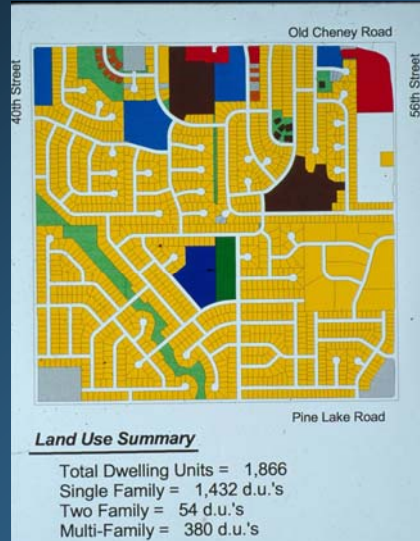 Old Cheney Road
40th Street
56th Street
Pine Lake Road
Land Use Summary
Total Dwelling Units = 1,866
Single Family = 1,432 d.u.'s
Two Family = 54 d.u.'s
Multi-Family = 380 d.u.'s